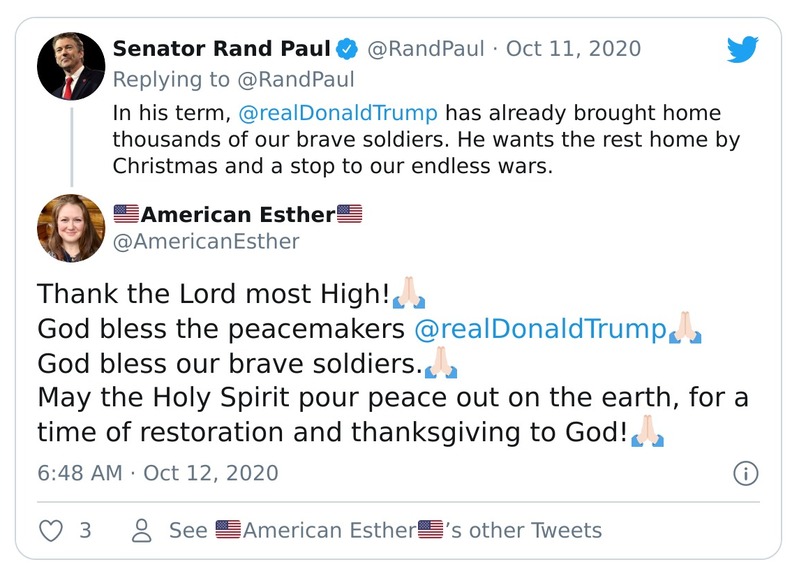 Senator Rand Paul @RandPaul · Oct 11, 2020
Replying to @RandPaul
In his term, @realDonaldTrump has already brought home
thousands of our brave soldiers. He wants the rest home by
Christmas and a stop to our endless wars.
🇺🇸American Esther🇺🇸
@AmericanEsther
Thank the Lord most High!🙏🏻
God bless the peacemakers @realDonaldTrump🙏🏻
God bless our brave soldiers.🙏🏻
May the Holy Spirit pour peace out on the earth, for a
time of restoration and thanksgiving to God!🙏🏻
6:48 AM · Oct 12, 2020
3 See 🇺🇸American Esther🇺🇸’s other Tweets